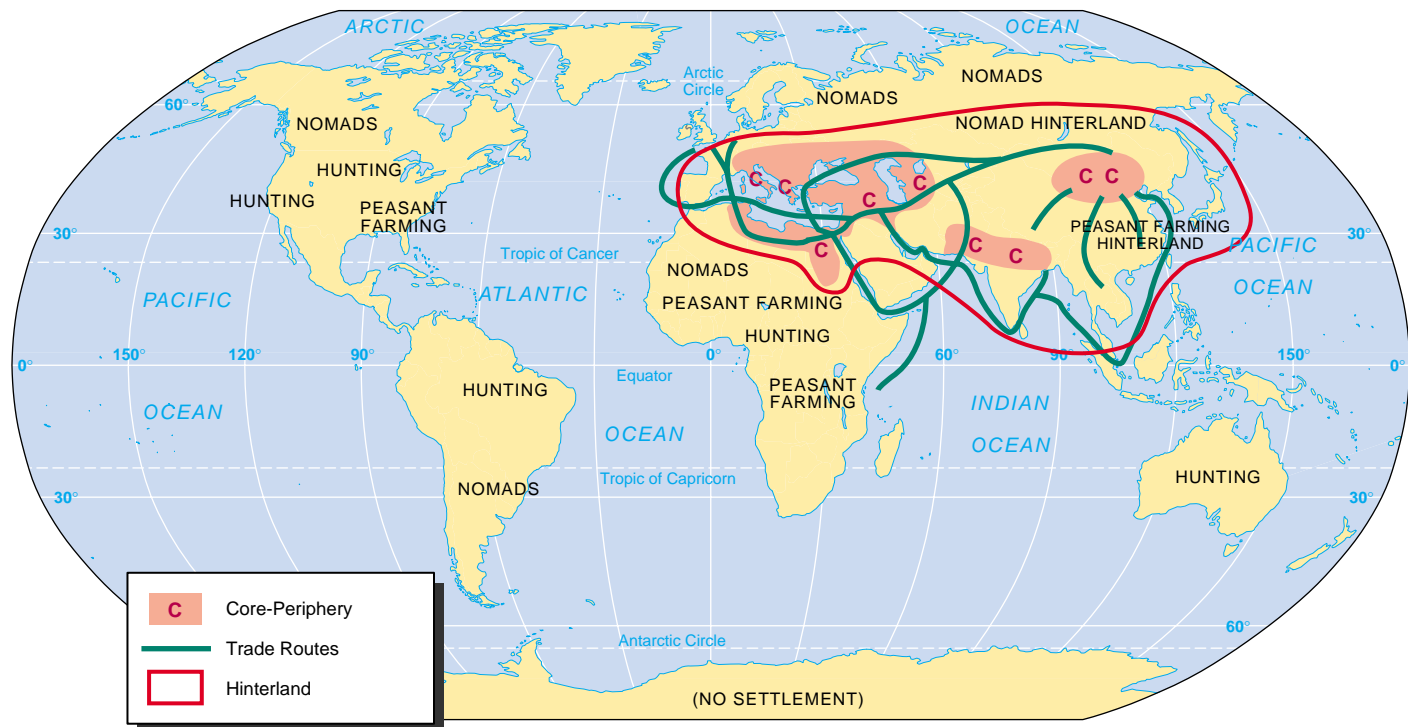 ARCTIC
OCEAN
Arctic
Circle
NOMADS
NOMADS
60°
NOMADS
NOMAD HINTERLAND
HUNTING
HUNTING
PEASANT
FARMING
C
C
C
C
C
C
C
C
C
PEASANT FARMING
HINTERLAND
30°
30°
PACIFIC
OCEAN
Tropic of Cancer
NOMADS
PACIFIC
ATLANTIC
PEASANT FARMING
HUNTING
150°
120°
90°
0°
60°
90°
150°
0°
0°
Equator
HUNTING
PEASANT
FARMING
OCEAN
OCEAN
INDIAN
OCEAN
Tropic of Capricorn
HUNTING
NOMADS
30°
30°
60°
Antarctic Circle
(NO SETTLEMENT)
C Core-Periphery
Trade Routes
Hinterland